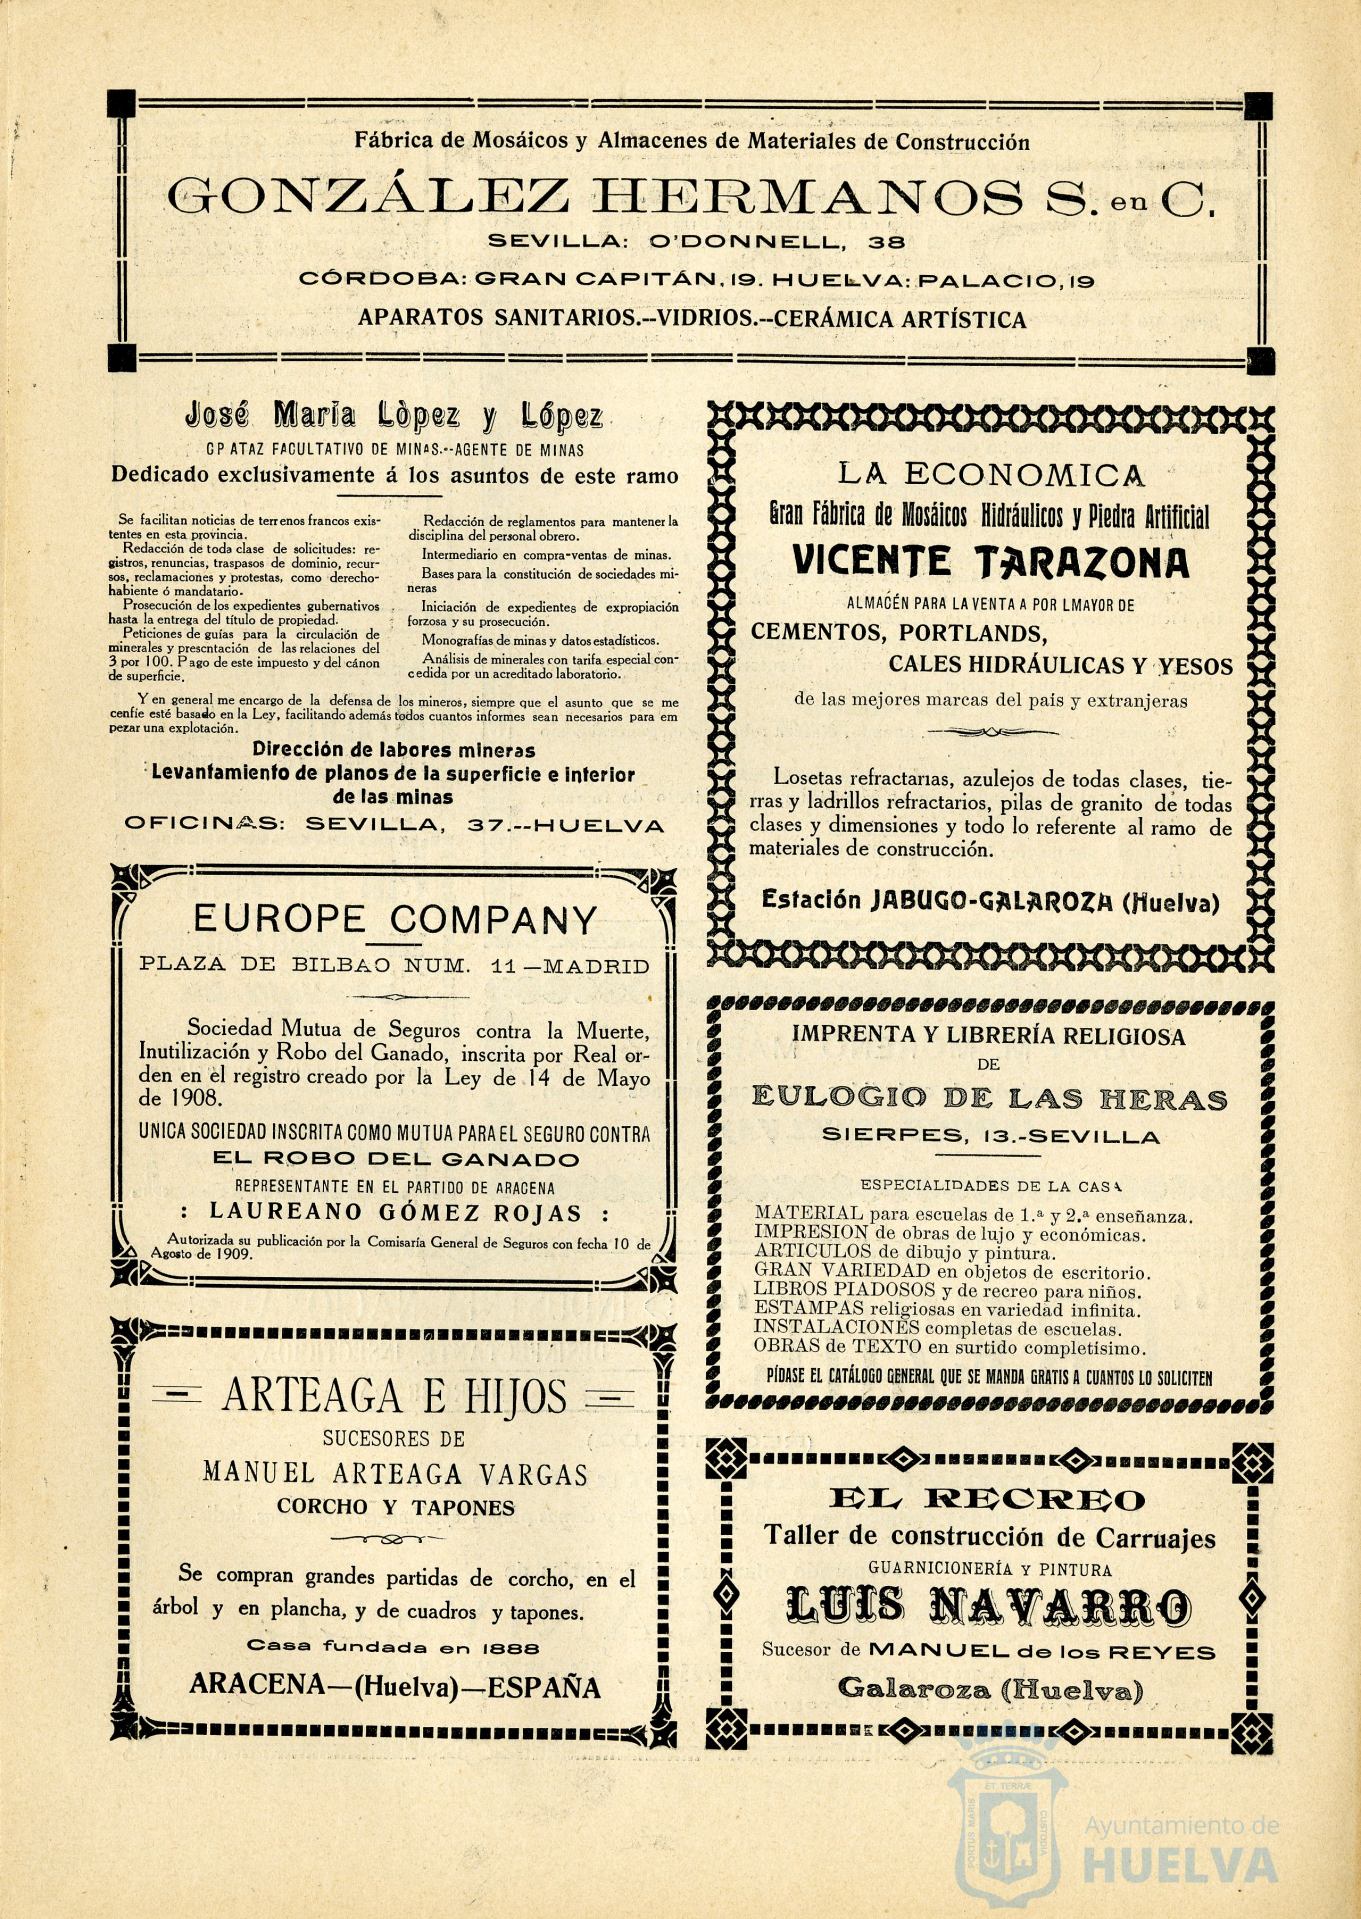 Fábrica de Mosáicos y Almacenes de Materiales de Construcción
GONZÁLEZ HERMANOS S. en C.
SEVILLA: O'DONNELL, 38
CÓRDOBA: GRAN CAPITÁN, 19. HUELVA: PALACIO, 19
APARATOS SANITARIOS.--VIDRIOS.--CERÁMICA ARTÍSTICA
José María Lòpez y López
CP ATAZ FACULTATIVO DE MINAS.--AGENTE DE MINAS
Dedicado exclusivamente á los asuntos de este ramo
Se facilitan noticias de terrenos francos exis-
tentes en esta provincia.
Redacción de toda clase de solicitudes: re-
gistros, renuncias, traspasos de dominio, recur-
sos, reclamaciones y protestas, como derecho-
habiente ó mandatario.
Prosecución de los expedientes gubernativos
hasta la entrega del título de propiedad.
Peticiones de guías para la circulación de
minerales y prescntación de las relaciones del
3 por 100. Pago de este impuesto y del cánon
de superficie.
Redacción de reglamentos para mantener la
disciplina del personal obrero.
Intermediario en compra-ventas de minas.
Bases para la constitución de sociedades mi-
neras
Iniciación de expedientes de expropiación
forzosa y su prosecución.
Monografías de minas y datos estadísticos.
Análisis de minerales con tarifa especial con-
cedida por un acreditado laboratorio.
Y en general me encargo de la defensa de los mineros, siempre que el asunto que se me
cenfíe esté basado en la Ley, facilitando además todos cuantos informes sean necesarios para em
pezar una explotación.
Dirección de labores mineras
Levantamiento de planos de la superficie e interior
de las minas
OFICINAS: SEVILLA, 37.--HUELVA
EUROPE COMPANY
PLAZA DE BILBAO NUM. 11—MADRID
Sociedad Mutua de Seguros contra la Muerte,
Inutilización y Robo del Ganado, inscrita por Real or-
den en el registro creado por la Ley de 14 de Mayo
de 1908.
UNICA SOCIEDAD INSCRITA COMO MUTUA PARA EL SEGURO CONTRA
EL ROBO DEL GANADO
REPRESENTANTE EN EL PARTIDO DE ARACENA
: LAUREANO GÓMEZ ROJAS :
Autorizada su publicación por la Comisaría General de Seguros con fecha 10 de
Agosto de 1909.
ARTEAGA E HIJOS
SUCESORES DE
MANUEL ARTEAGA VARGAS
CORCHO Y TAPONES
Se compran grandes partidas de corcho, en el
árbol y en plancha, y de cuadros y tapones.
Casa fundada en 1888
ARACENA—(Huelva)—ESPAÑA
LA ECONOMICA
Gran Fábrica de Mosáicos Hidráulicos y Piedra Artificial
VICENTE TARAZONA
ALMACÉN PARA LA VENTA A POR LMAYOR DE
CEMENTOS, PORTLANDS,
CALES HIDRÁULICAS Y YESOS
de las mejores marcas del país y extranjeras
Losetas refractarias, azulejos de todas clases, tie-
rras y ladrillos refractarios, pilas de granito de todas
clases y dimensiones y todo lo referente al ramo de
materiales de construcción.
Estación JABUGO-GALAROZA (Huelva)
IMPRENTA Y LIBRERÍA RELIGIOSA
DE
EULOGIO DE LAS HERAS
SIERPES, 13.-SEVILLA
ESPECIALIDADES DE LA CASA
MATERIAL para escuelas de 1.ª y 2.ª enseñanza.
IMPRESION de obras de lujo y económicas.
ARTICULOS de dibujo y pintura.
GRAN VARIEDAD en objetos de escritorio.
LIBROS PIADOSOS y de recreo para niños.
ESTAMPAS religiosas en variedad infinita.
INSTALACIONES completas de escuelas.
OBRAS de TEXTO en surtido completísimo.
PÍDASE EL CATÁLOGO GENERAL QUE SE MANDA GRATIS A CUANTOS LO SOLICITEN
EL RECREO
Taller de construcción de Carruajes
GUARNICIONERÍA Y PINTURA
LUIS NAVARRO
Sucesor de MANUEL de los REYES
Galaroza (Huelva)
PORTUS MARIS ET TERRÆ CUSTODIA
Ayuntamiento de
HUELVA